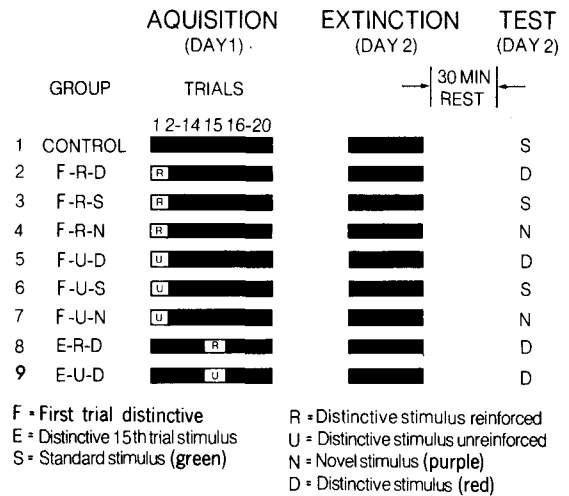 AQUISITION EXTINCTION TEST
(DAY 1) (DAY 2) (DAY 2)
30 MIN
REST
GROUP TRIALS
1 2-14 15 16-20
1 CONTROL S
2 F-R-D R D
3 F-R-S R S
4 F-R-N R N
5 F-U-D U D
6 F-U-S U S
7 F-U-N U N
8 E-R-D R D
9 E-U-D U D
F = First trial distinctive
E = Distinctive 15th trial stimulus
S = Standard stimulus (green)
R = Distinctive stimulus reinforced
U = Distinctive stimulus unreinforced
N = Novel stimulus (purple)
D = Distinctive stimulus (red)